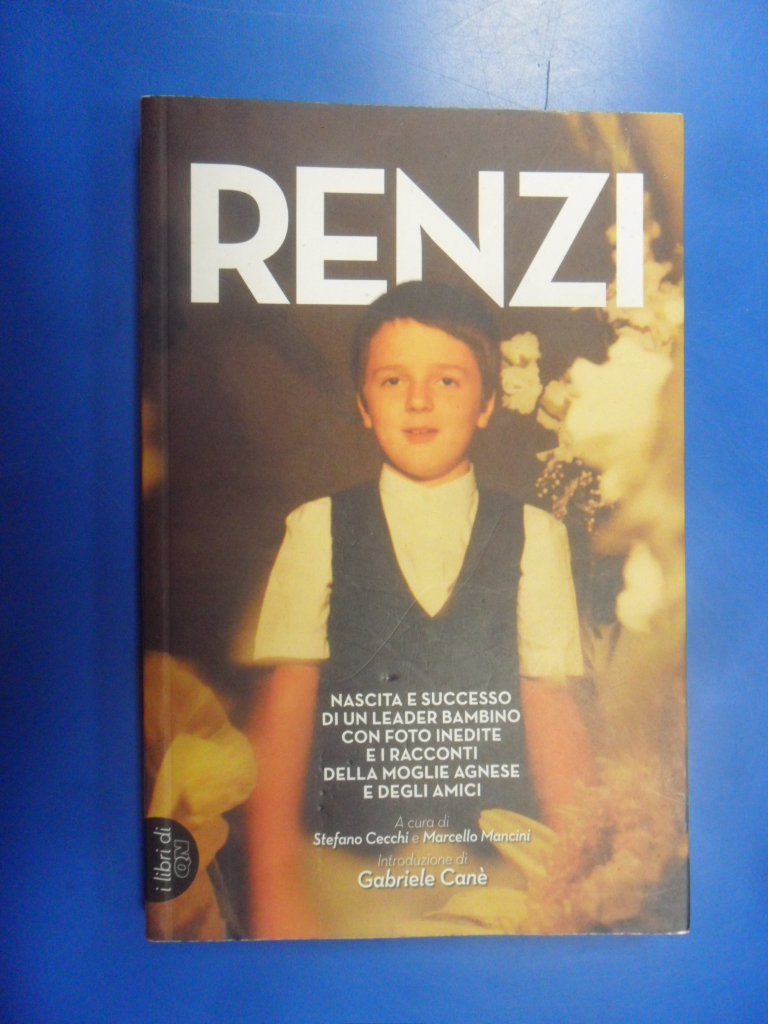 RENZI
NASCITA E SUCCESSO
DI UN LEADER BAMBINO
CON FOTO INEDITE
E I RACCONTI
DELLA MOGLIE AGNESE
E DEGLI AMICI
A cura di
Stefano Cecchi e Marcello Mancini
Introduzione di
Gabriele Canè
i libri di
QN